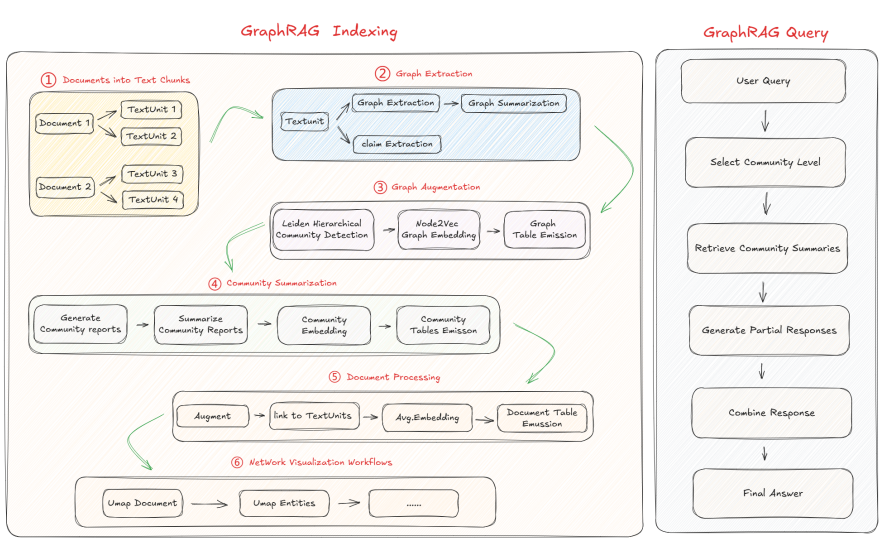 GraphRAG Indexing
① Documents into Text Chunks
Document 1
TextUnit 1
TextUnit 2
Document 2
TextUnit 3
TextUnit 4
② Graph Extraction
Textunit
Graph Extraction
Graph Summarization
claim Extraction
③ Graph Augmentation
Leiden Hierarchical
Community Detection
Node2Vec
Graph Embedding
Graph
Table Emission
④ Community Summarization
Generate
Community reports
Summarize
Community Reports
Community
Embedding
Community
Tables Emisson
⑤ Document Processing
Augment
link to TextUnits
Avg.Embedding
Document Table
Emussion
⑥ NetWork Visualization Workflows
Umap Document
Umap Entities
......
GraphRAG Query
User Query
Select Community Level
Retrieve Community Summaries
Generate Partial Responses
Combine Response
Final Answer